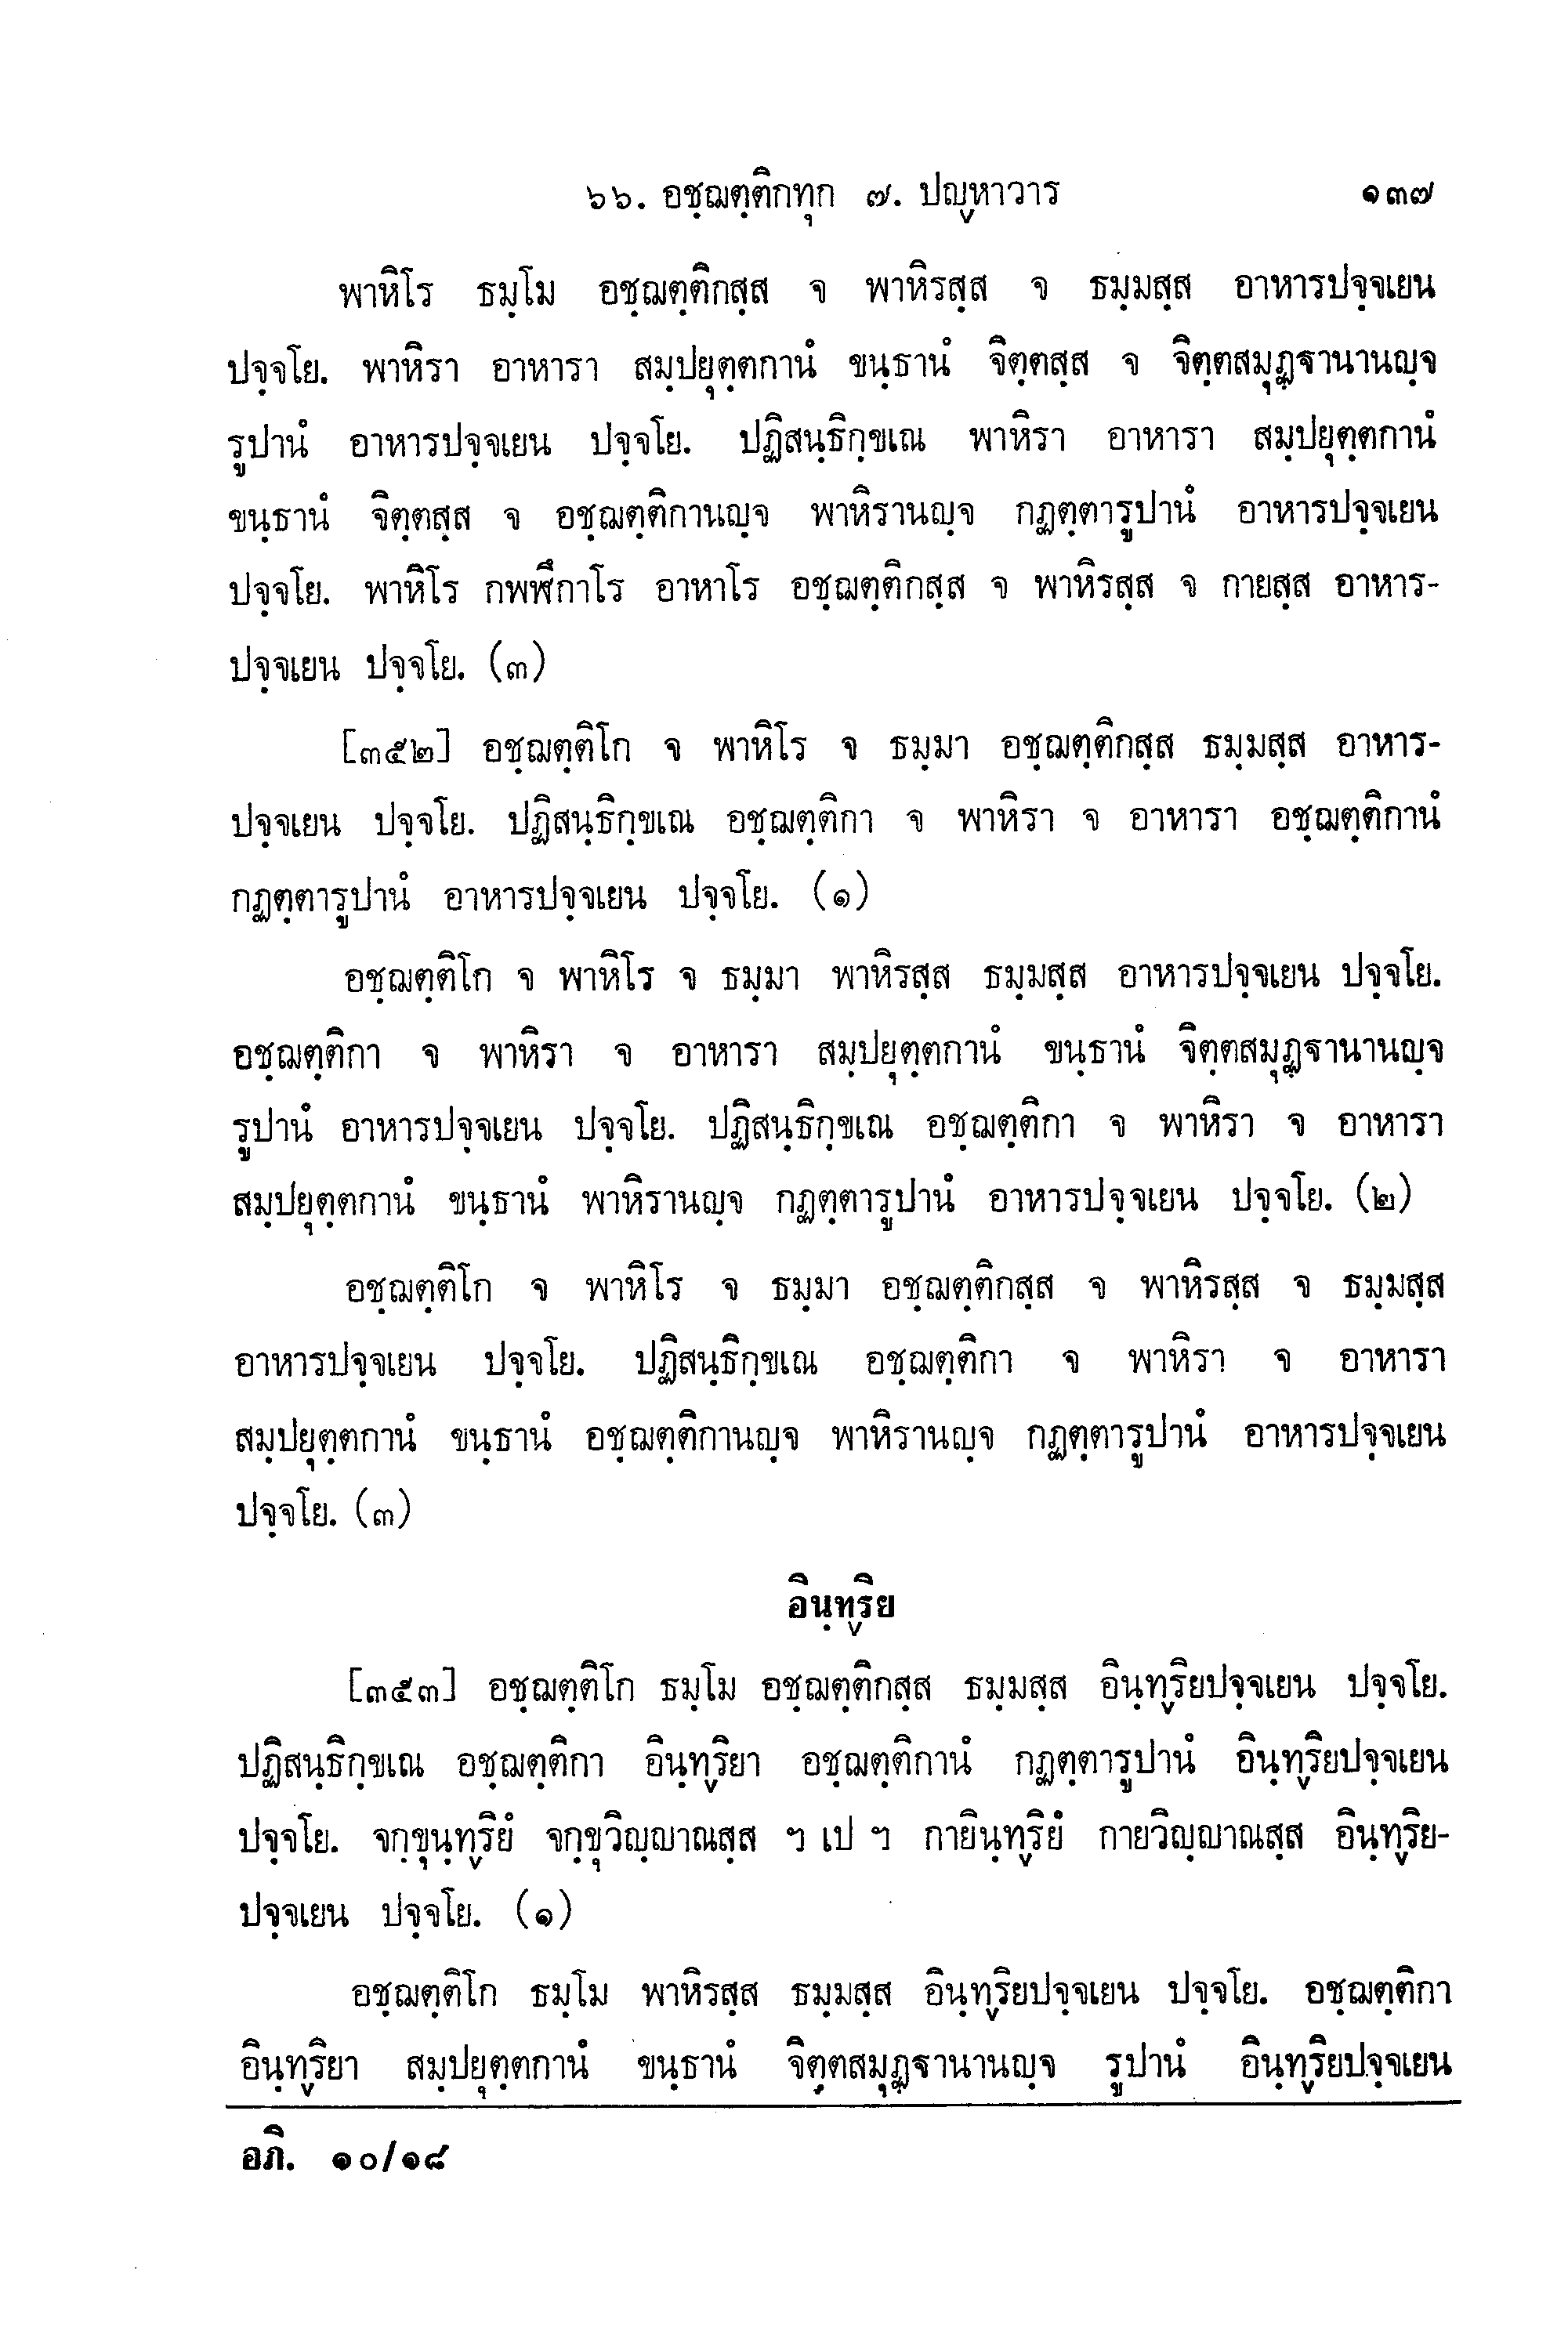 ๖๖. อชฺฌตฺติกทุก ๗. ปญฺหาวาร ๑๓๗
พาหิโร ธมฺโม อชฺฌตฺติกสฺส จ พาหิรสฺส จ ธมฺมสฺส อาหารปจฺจเยน
ปจฺจโย. พาหิรา อาหารา สมฺปยุตฺตกานํ ขนฺธานํ จิตฺตสฺส จ จิตฺตสมุฏฺฐานานญฺจ
รูปานํ อาหารปจฺจเยน ปจฺจโย. ปฏิสนฺธิกฺขเณ พาหิรา อาหารา สมฺปยุตฺตกานํ
ขนฺธานํ จิตฺตสฺส จ อชฺฌตฺติกานญฺจ พาหิรานญฺจ กฏตฺตารูปานํ อาหารปจฺจเยน
ปจฺจโย. พาหิโร กพฬีกาโร อาหาโร อชฺฌตฺติกสฺส จ พาหิรสฺส จ กายสฺส อาหาร-
ปจฺจเยน ปจฺจโย. (๓)
[๓๕๒] อชฺฌตฺติโก จ พาหิโร จ ธมฺมา อชฺฌตฺติกสฺส ธมฺมสฺส อาหาร-
ปจฺจเยน ปจฺจโย. ปฏิสนฺธิกฺขเณ อชฺฌตฺติกา จ พาหิรา จ อาหารา อชฺฌตฺติกานํ
กฏตฺตารูปานํ อาหารปจฺจเยน ปจฺจโย. (๑)
อชฺฌตฺติโก จ พาหิโร จ ธมฺมา พาหิรสฺส ธมฺมสฺส อาหารปจฺจเยน ปจฺจโย.
อชฺฌตฺติกา จ พาหิรา จ อาหารา สมฺปยุตฺตกานํ ขนฺธานํ จิตฺตสมุฏฺฐานานญฺจ
รูปานํ อาหารปจฺจเยน ปจฺจโย. ปฏิสนฺธิกฺขเณ อชฺฌตฺติกา จ พาหิรา จ อาหารา
สมฺปยุตฺตกานํ ขนฺธานํ พาหิรานญฺจ กฏตฺตารูปานํ อาหารปจฺจเยน ปจฺจโย. (๒)
อชฺฌตฺติโก จ พาหิโร จ ธมฺมา อชฺฌตฺติกสฺส จ พาหิรสฺส จ ธมฺมสฺส
อาหารปจฺจเยน ปจฺจโย. ปฏิสนฺธิกฺขเณ อชฺฌตฺติกา จ พาหิรา จ อาหารา
สมฺปยุตฺตกานํ ขนฺธานํ อชฺฌตฺติกานญฺจ พาหิรานญฺจ กฏตฺตารูปานํ อาหารปจฺจเยน
ปจฺจโย. (๓)
อินฺทฺริย
[๓๕๓] อชฺฌตฺติโก ธมฺโม อชฺฌตฺติกสฺส ธมฺมสฺส อินฺทฺริยปจฺจเยน ปจฺจโย.
ปฏิสนฺธิกฺขเณ อชฺฌตฺติกา อินฺทฺริยา อชฺฌตฺติกานํ กฏตฺตารูปานํ อินฺทฺริยปจฺจเยน
ปจฺจโย. จกฺขุนฺทฺริยํ จกฺขุวิญฺญาณสฺส ฯ เป ฯ กายินฺทฺริยํ กายวิญฺญาณสฺส อินฺทฺริย-
ปจฺจเยน ปจฺจโย. (๑)
อชฺฌตฺติโก ธมฺโม พาหิรสฺส ธมฺมสฺส อินฺทฺริยปจฺจเยน ปจฺจโย. อชฺฌตฺติกา
อินฺทฺริยา สมฺปยุตฺตกานํ ขนฺธานํ จิตฺตสมุฏฺฐานานญฺจ รูปานํ อินฺทฺริยปจฺจเยน
อภิ. ๑๐/๑๘